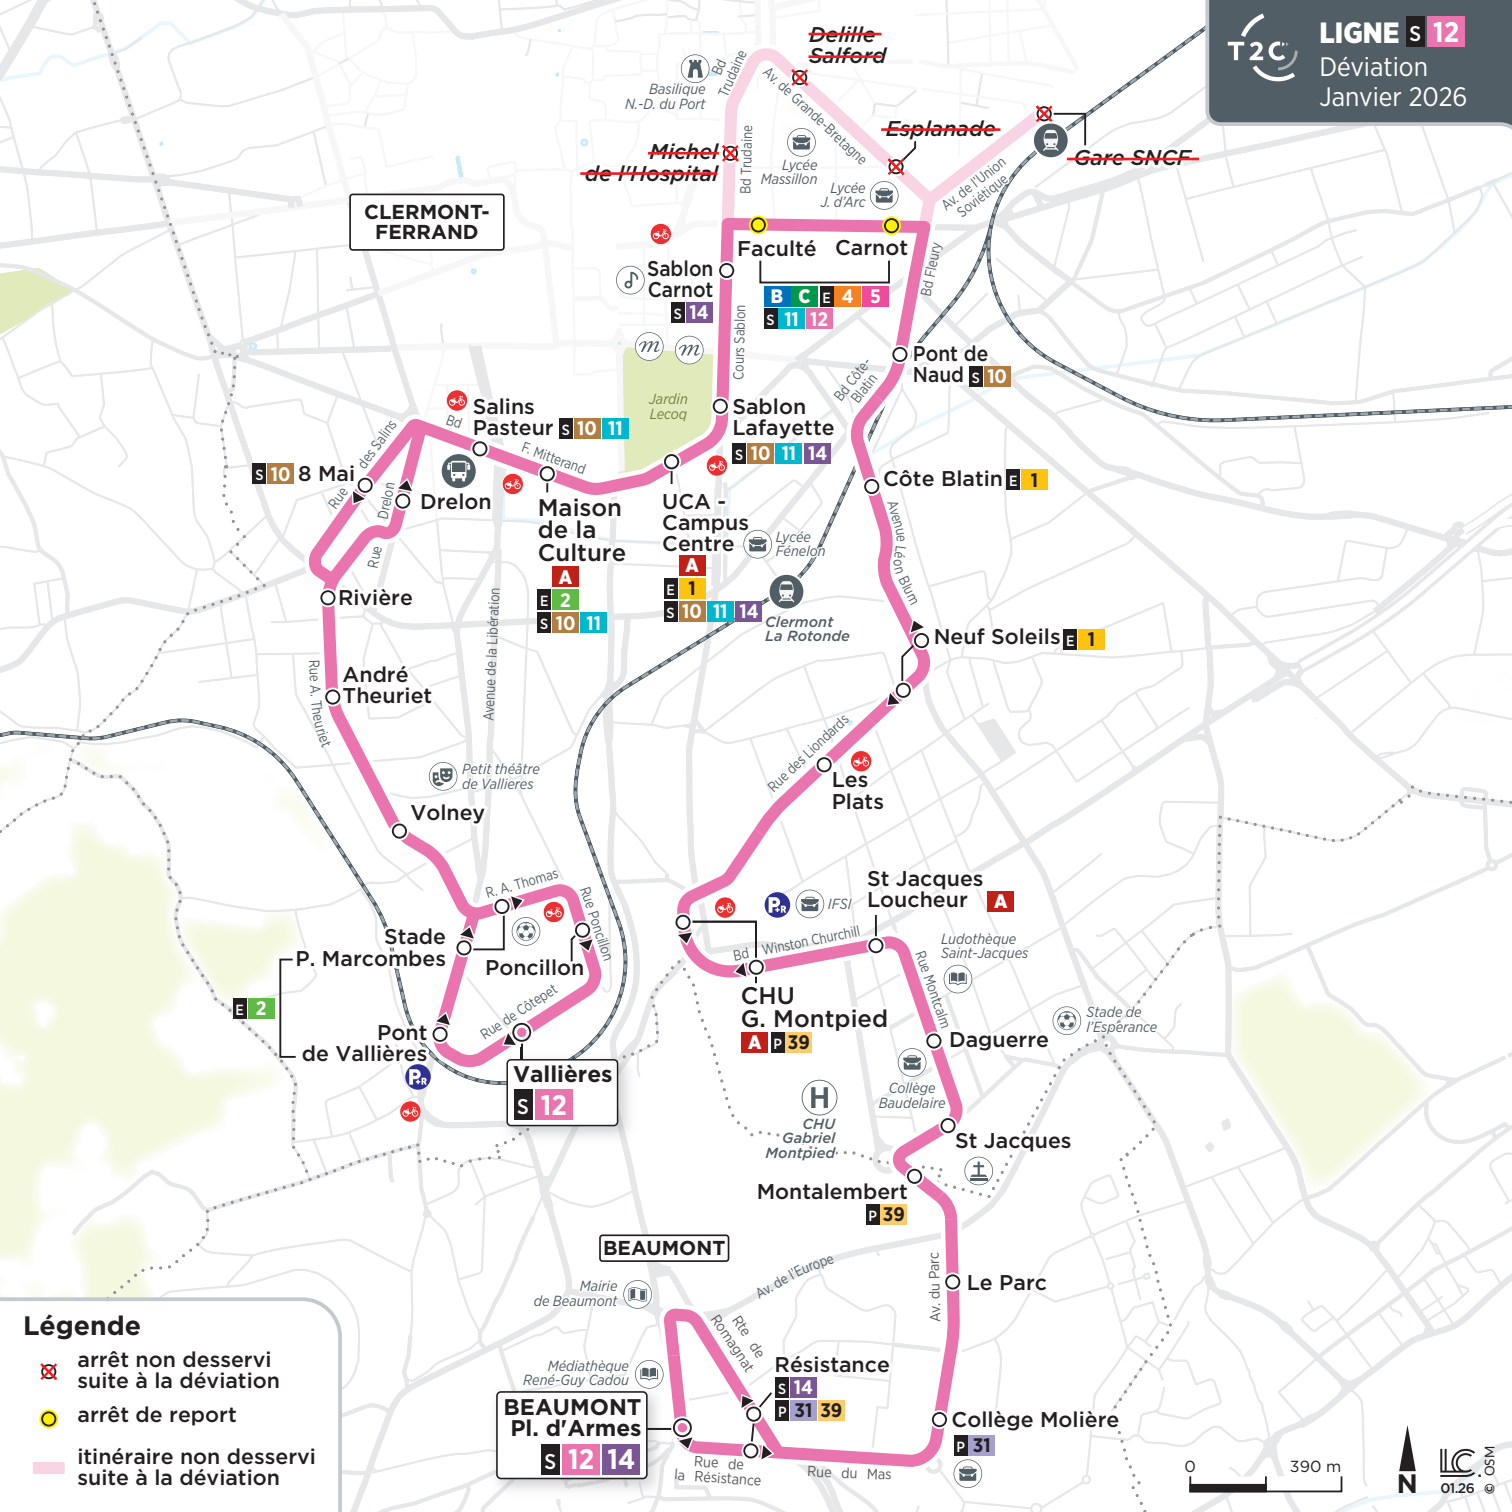 T2C
LIGNE S 12
Déviation
Janvier 2026
Delille
Salford
Bd
Trudaine
Basilique
N.-D. du Port
Av. de Grande-Bretagne
Esplanade
Gare SNCF
Michel
de l'Hospital
Bd Trudaine
Lycée
Massillon
Lycée
J. d'Arc
Av. de l'Union
Soviétique
CLERMONT-
FERRAND
Faculté
Carnot
Bd Fleury
Sablon
Carnot
S 14
B C E 4 5
S 11 12
Cours Sablon
m
m
Jardin
Lecoq
Pont de
Naud S 10
Bd Côte-
Blatin
Salins
Pasteur S 10 11
Bd
F. Mitterand
Sablon
Lafayette
S 10 11 14
Rue des Salins
S 10 8 Mai
Drelon
Rue Drelon
Côte Blatin E 1
Maison
de la
Culture
A
E 2
S 10 11
UCA -
Campus
Centre
A
E 1
S 10 11 14
Lycée
Fénelon
Avenue Léon Blum
Clermont
La Rotonde
Rivière
Avenue de la Libération
Neuf Soleils E 1
André
Theuriet
Rue A. Theuriet
Rue des Liondards
Petit théâtre
de Vallieres
Les
Plats
Volney
R. A. Thomas
Rue Poncillon
St Jacques
Loucheur A
P+R
IFSI
Bd Winston Churchill
Ludothèque
Saint-Jacques
Stade
P. Marcombes
Poncillon
Rue Montcalm
E 2
Rue de Côtepet
CHU
G. Montpied
A P 39
Stade de
l'Espérance
Pont
de Vallières
P+R
Daguerre
Vallières
S 12
Collège
Baudelaire
H
CHU
Gabriel
Montpied
St Jacques
Montalembert
P 39
BEAUMONT
Av. de l'Europe
Av. du Parc
Le Parc
Mairie
de Beaumont
Rte de
Romagnat
Médiathèque
René-Guy Cadou
Résistance
S 14
P 31 39
BEAUMONT
Pl. d'Armes
S 12 14
Collège Molière
P 31
Rue de
la Résistance
Rue du Mas
Légende
arrêt non desservi
suite à la déviation
arrêt de report
itinéraire non desservi
suite à la déviation
0 390 m
N
LC
01.26
© OSM